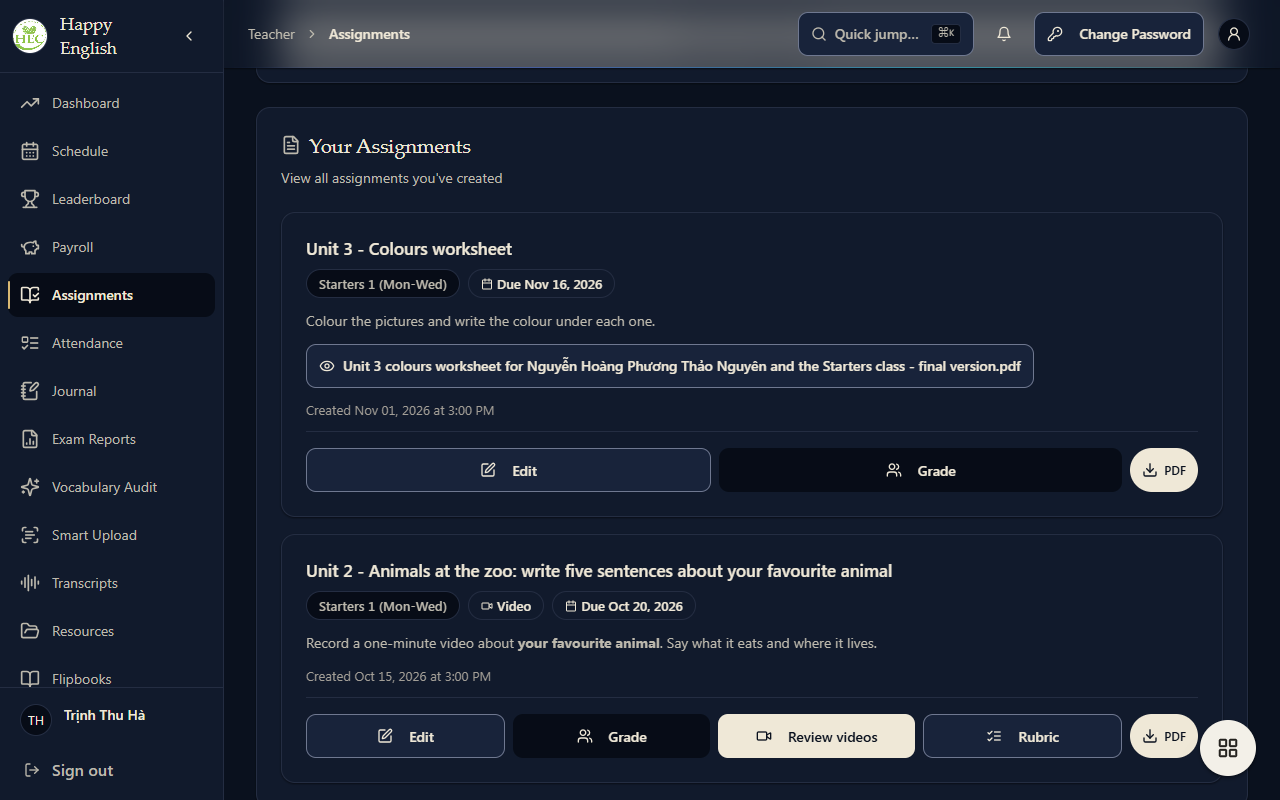 HEC
Happy
English
Teacher > Assignments
Quick jump... ⌘K
Change Password
Dashboard
Schedule
Leaderboard
Payroll
Assignments
Attendance
Journal
Exam Reports
Vocabulary Audit
Smart Upload
Transcripts
Resources
Flipbooks
TH
Trịnh Thu Hà
Sign out
Your Assignments
View all assignments you've created
Unit 3 - Colours worksheet
Starters 1 (Mon-Wed) Due Nov 16, 2026
Colour the pictures and write the colour under each one.
Unit 3 colours worksheet for Nguyễn Hoàng Phương Thảo Nguyên and the Starters class - final version.pdf
Created Nov 01, 2026 at 3:00 PM
Edit Grade PDF
Unit 2 - Animals at the zoo: write five sentences about your favourite animal
Starters 1 (Mon-Wed) Video Due Oct 20, 2026
Record a one-minute video about your favourite animal. Say what it eats and where it lives.
Created Oct 15, 2026 at 3:00 PM
Edit Grade Review videos Rubric PDF